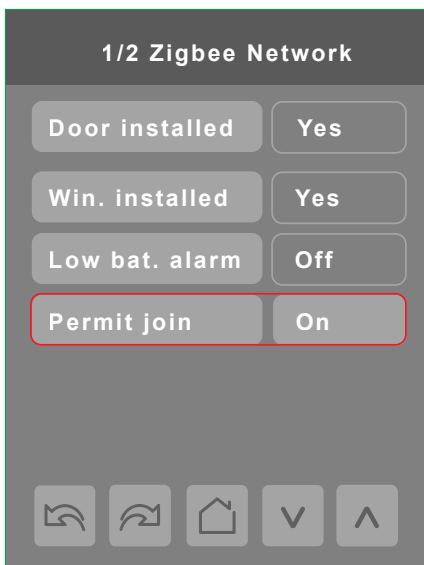 1/2 Zigbee Network
Door installed Yes
Win. installed Yes
Low bat. alarm Off
Permit join On